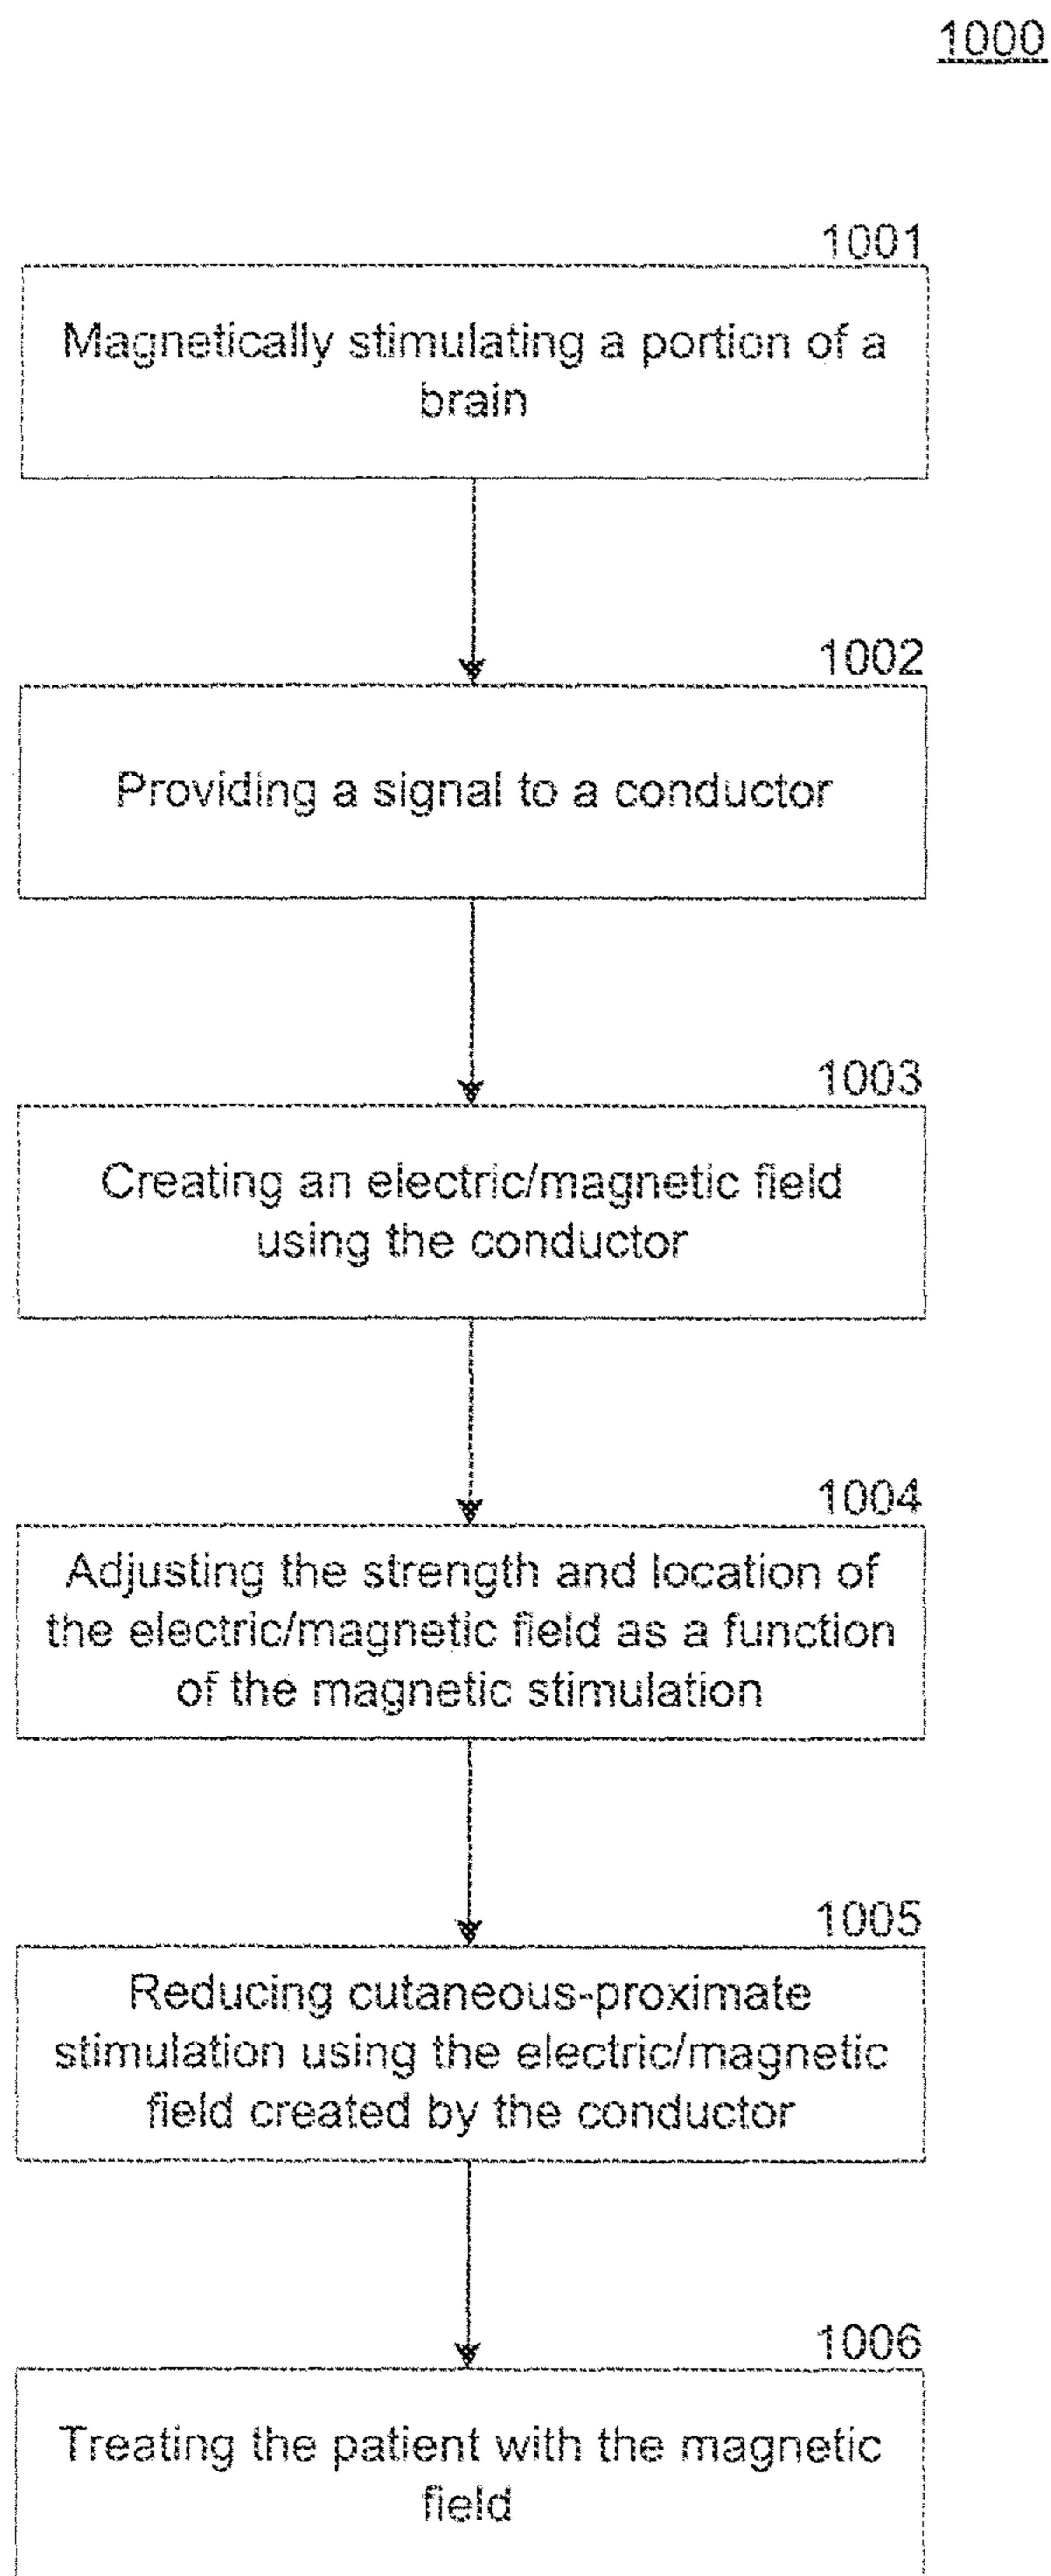 1000
1001
Magnetically stimulating a portion of a
brain
1002
Providing a signal to a conductor
1003
Creating an electric/magnetic field
using the conductor
1004
Adjusting the strength and location of
the electric/magnetic field as a function
of the magnetic stimulation
1005
Reducing cutaneous-proximate
stimulation using the electric/magnetic
field created by the conductor
1006
Treating the patient with the magnetic
field